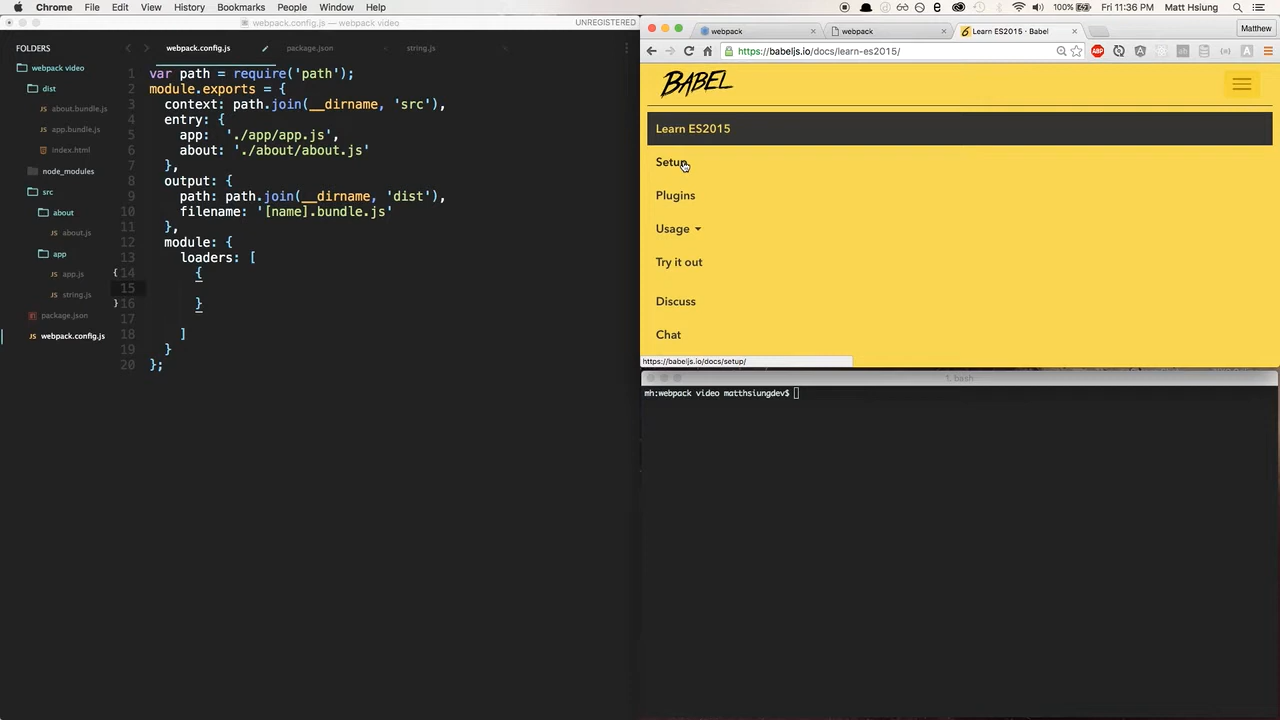 Chrome File Edit View History Bookmarks People Window Help 100% Fri 11:36 PM Matt Hsiung
webpack.config.js — webpack video UNREGISTERED
FOLDERS
webpack video
dist
about.bundle.js
app.bundle.js
index.html
node_modules
src
about
about.js
app
app.js
string.js
package.json
webpack.config.js
webpack.config.js package.json string.js
1 var path = require('path');
2 module.exports = {
3 context: path.join(__dirname, 'src'),
4 entry: {
5 app: './app/app.js',
6 about: './about/about.js'
7 },
8 output: {
9 path: path.join(__dirname, 'dist'),
10 filename: '[name].bundle.js'
11 },
12 module: {
13 loaders: [
14 {
15
16 }
17
18 ]
19 }
20 };
webpack webpack Learn ES2015 · Babel Matthew
https://babeljs.io/docs/learn-es2015/
BABEL
Learn ES2015
Setup
Plugins
Usage
Try it out
Discuss
Chat
https://babeljs.io/docs/setup/
1. bash
mh:webpack video matthsiungdev$